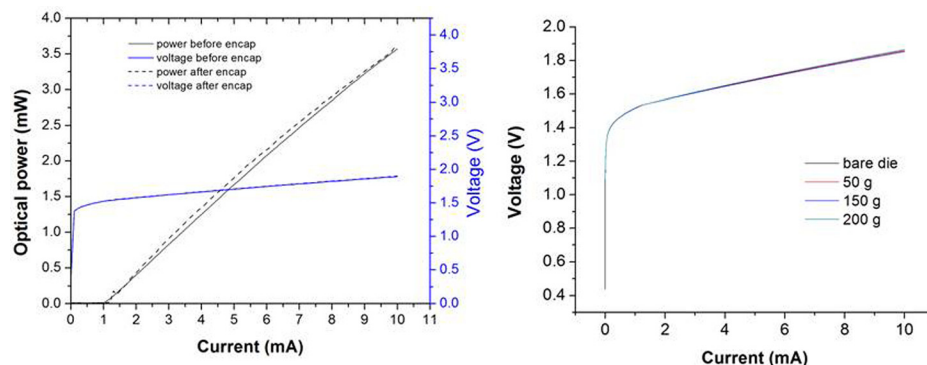 4.0
3.5
3.0
2.5
2.0
1.5
1.0
0.5
0.0
Optical power (mW)
power before encap
voltage before encap
power after encap
voltage after encap
4.0
3.5
3.0
2.5
2.0
1.5
1.0
0.5
0.0
Voltage (V)
0 1 2 3 4 5 6 7 8 9 10 11
Current (mA)
2.0
1.8
1.6
1.4
1.2
1.0
0.8
0.6
0.4
Voltage (V)
bare die
50 g
150 g
200 g
0 2 4 6 8 10
Current (mA)